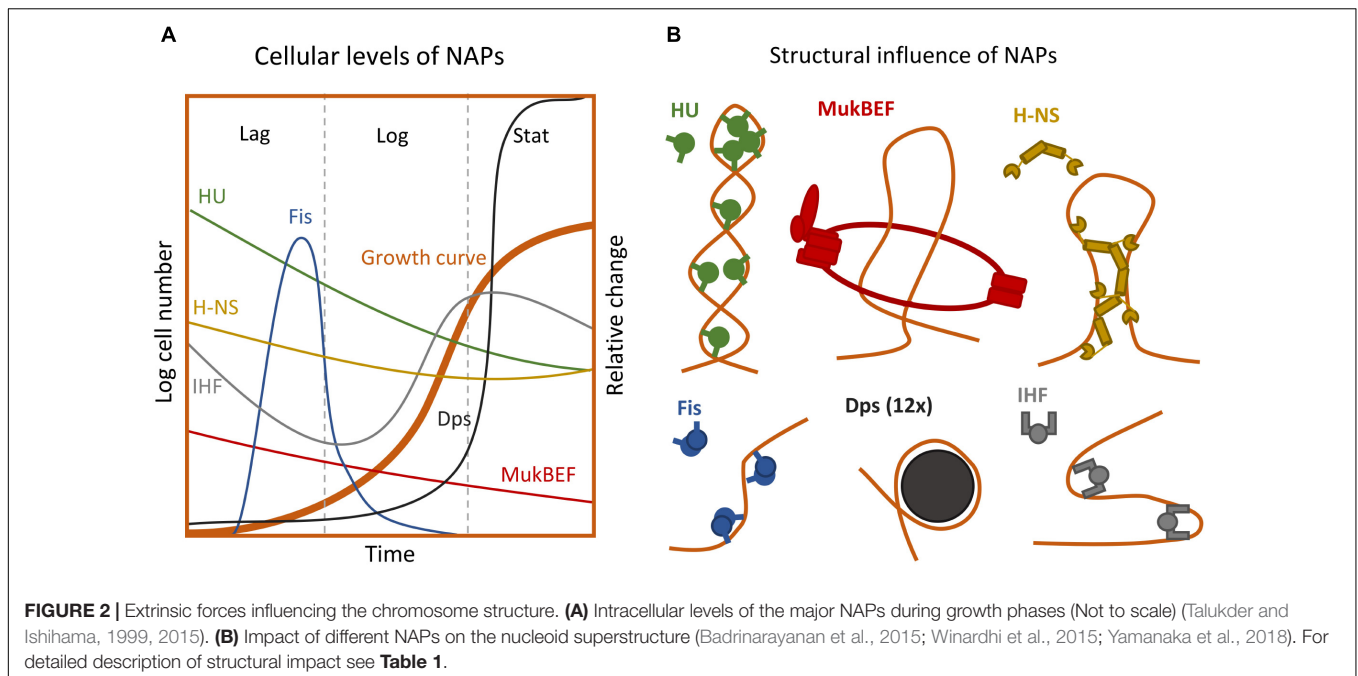 A
Cellular levels of NAPs
Lag
Log
Stat
HU
Fis
Growth curve
H-NS
IHF
Dps
MukBEF
Log cell number
Relative change
Time
B
Structural influence of NAPs
HU
MukBEF
H-NS
Fis
Dps (12x)
IHF
FIGURE 2 | Extrinsic forces influencing the chromosome structure. (A) Intracellular levels of the major NAPs during growth phases (Not to scale) (Talukder and
Ishihama, 1999, 2015). (B) Impact of different NAPs on the nucleoid superstructure (Badrinarayanan et al., 2015; Winardhi et al., 2015; Yamanaka et al., 2018). For
detailed description of structural impact see Table 1.